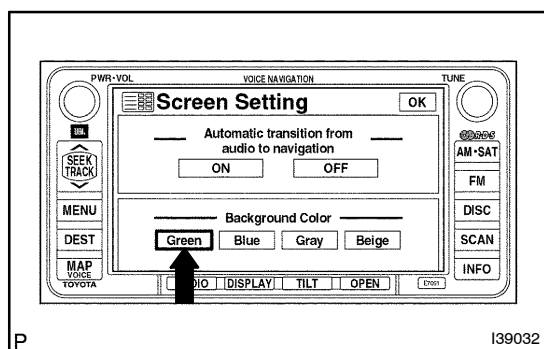 PWR•VOL VOICE NAVIGATION TUNE
Screen Setting OK
JBL RDS
SEEK TRACK
Automatic transition from audio to navigation
ON OFF
AM•SAT
FM
MENU DISC
Background Color
DEST Green Blue Gray Beige SCAN
MAP VOICE INFO
TOYOTA DIO DISPLAY TILT OPEN E7001
P I39032